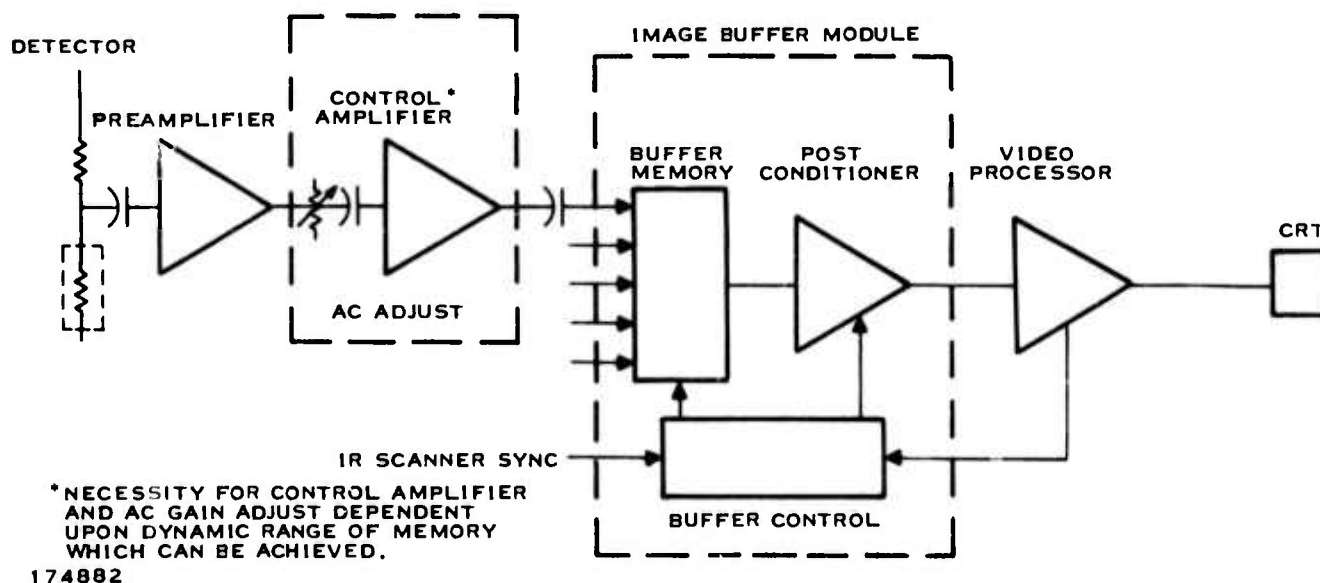 DETECTOR
PREAMPLIFIER
CONTROL*
AMPLIFIER
AC ADJUST
IMAGE BUFFER MODULE
BUFFER
MEMORY
POST
CONDITIONER
VIDEO
PROCESSOR
CRT
IR SCANNER SYNC
BUFFER CONTROL
*NECESSITY FOR CONTROL AMPLIFIER
AND AC GAIN ADJUST DEPENDENT
UPON DYNAMIC RANGE OF MEMORY
WHICH CAN BE ACHIEVED.
174882